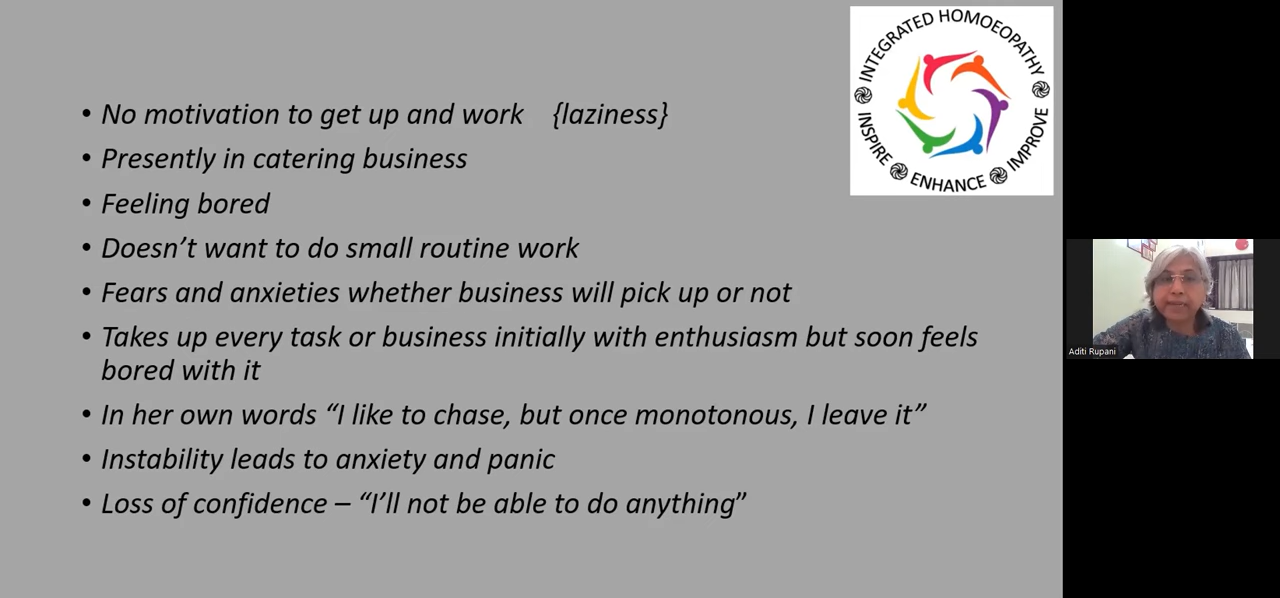 INTEGRATED HOMOEOPATHY
INSPIRE ENHANCE IMPROVE
• No motivation to get up and work {laziness}
• Presently in catering business
• Feeling bored
• Doesn’t want to do small routine work
• Fears and anxieties whether business will pick up or not
• Takes up every task or business initially with enthusiasm but soon feels
bored with it
• In her own words “I like to chase, but once monotonous, I leave it”
• Instability leads to anxiety and panic
• Loss of confidence – “I’ll not be able to do anything”
Aditi Rupani